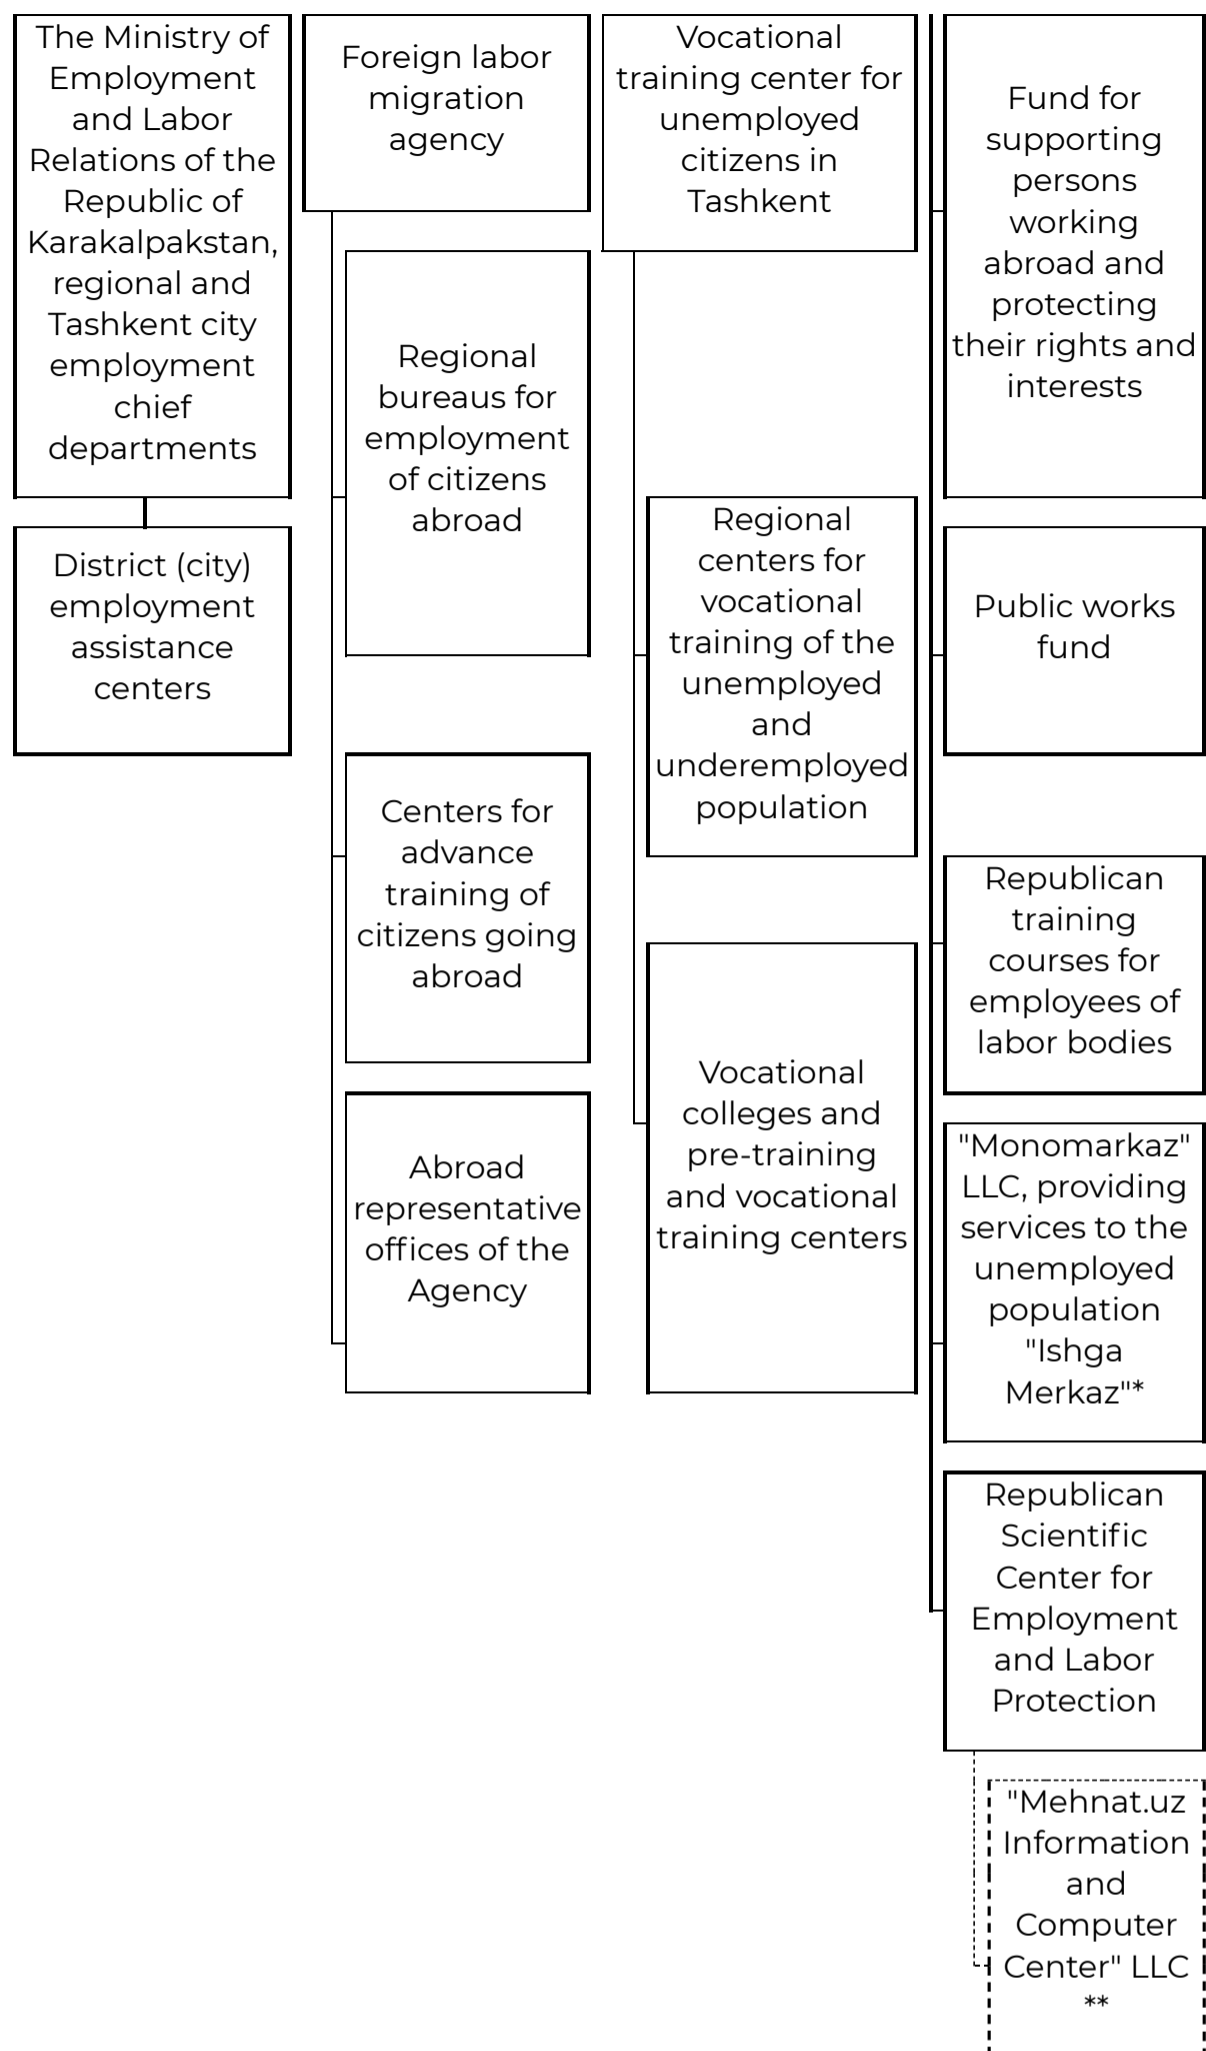 The Ministry of
Employment
and Labor
Relations of the
Republic of
Karakalpakstan,
regional and
Tashkent city
employment
chief
departments
District (city)
employment
assistance
centers
Foreign labor
migration
agency
Regional
bureaus for
employment
of citizens
abroad
Centers for
advance
training of
citizens going
abroad
Abroad
representative
offices of the
Agency
Vocational
training center for
unemployed
citizens in
Tashkent
Regional
centers for
vocational
training of the
unemployed
and
underemployed
population
Vocational
colleges and
pre-training
and vocational
training centers
Fund for
supporting
persons
working
abroad and
protecting
their rights and
interests
Public works
fund
Republican
training
courses for
employees of
labor bodies
"Monomarkaz"
LLC, providing
services to the
unemployed
population
"Ishga
Merkaz"*
Republican
Scientific
Center for
Employment
and Labor
Protection
"Mehnat.uz
Information
and
Computer
Center" LLC
**